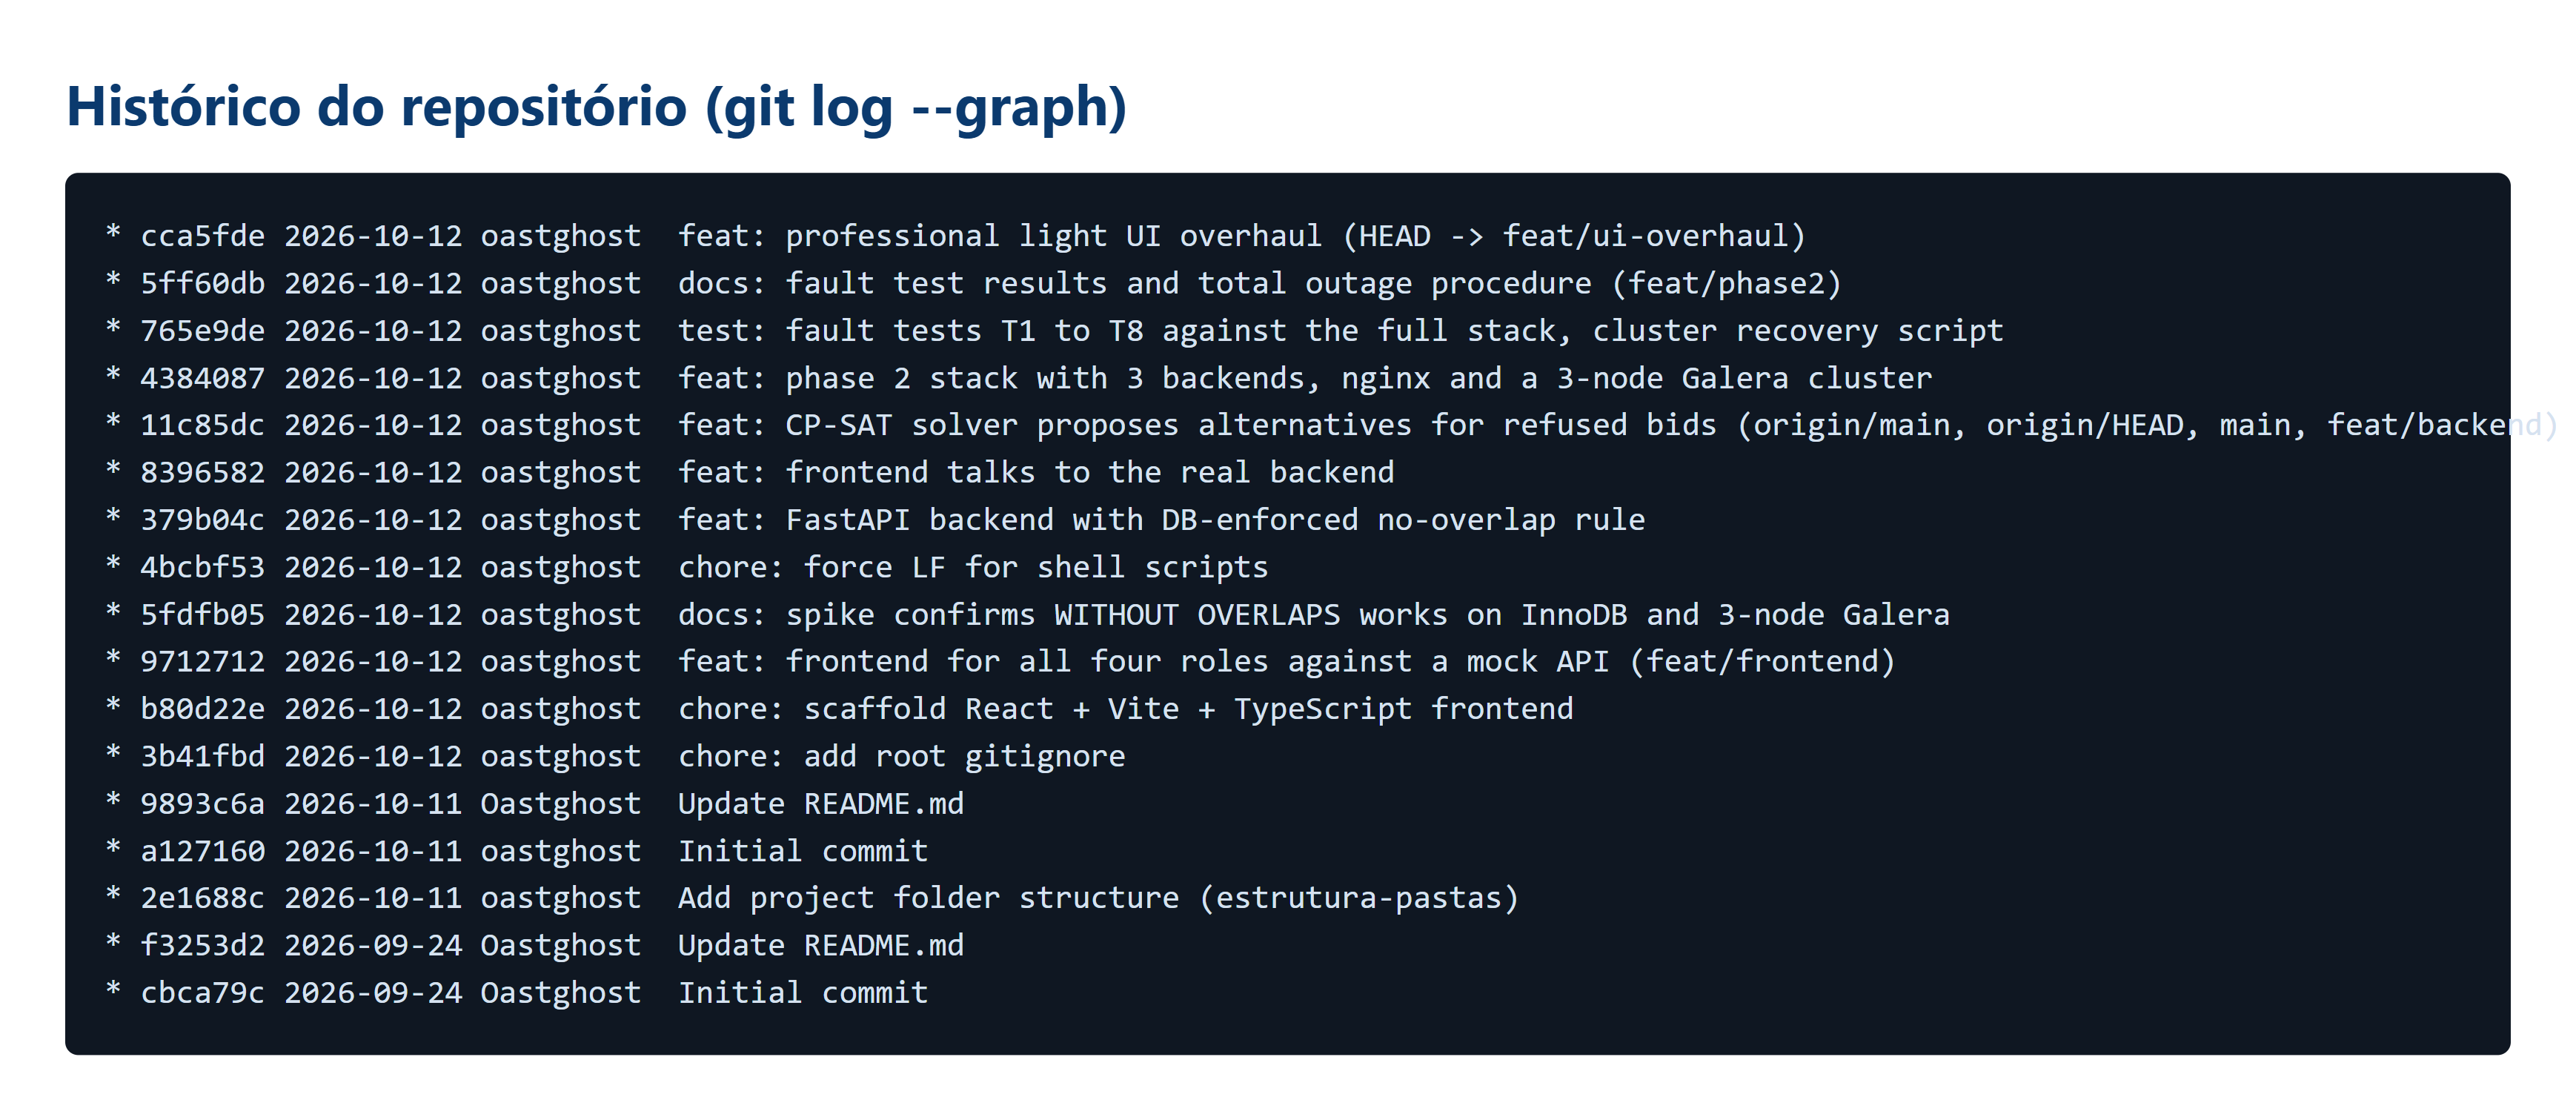 Histórico do repositório (git log --graph)
* cca5fde 2026-10-12 oastghost  feat: professional light UI overhaul (HEAD -> feat/ui-overhaul)
* 5ff60db 2026-10-12 oastghost  docs: fault test results and total outage procedure (feat/phase2)
* 765e9de 2026-10-12 oastghost  test: fault tests T1 to T8 against the full stack, cluster recovery script
* 4384087 2026-10-12 oastghost  feat: phase 2 stack with 3 backends, nginx and a 3-node Galera cluster
* 11c85dc 2026-10-12 oastghost  feat: CP-SAT solver proposes alternatives for refused bids (origin/main, origin/HEAD, main, feat/backend)
* 8396582 2026-10-12 oastghost  feat: frontend talks to the real backend
* 379b04c 2026-10-12 oastghost  feat: FastAPI backend with DB-enforced no-overlap rule
* 4bcbf53 2026-10-12 oastghost  chore: force LF for shell scripts
* 5fdfb05 2026-10-12 oastghost  docs: spike confirms WITHOUT OVERLAPS works on InnoDB and 3-node Galera
* 9712712 2026-10-12 oastghost  feat: frontend for all four roles against a mock API (feat/frontend)
* b80d22e 2026-10-12 oastghost  chore: scaffold React + Vite + TypeScript frontend
* 3b41fbd 2026-10-12 oastghost  chore: add root gitignore
* 9893c6a 2026-10-11 Oastghost  Update README.md
* a127160 2026-10-11 oastghost  Initial commit
* 2e1688c 2026-10-11 oastghost  Add project folder structure (estrutura-pastas)
* f3253d2 2026-09-24 Oastghost  Update README.md
* cbca79c 2026-09-24 Oastghost  Initial commit